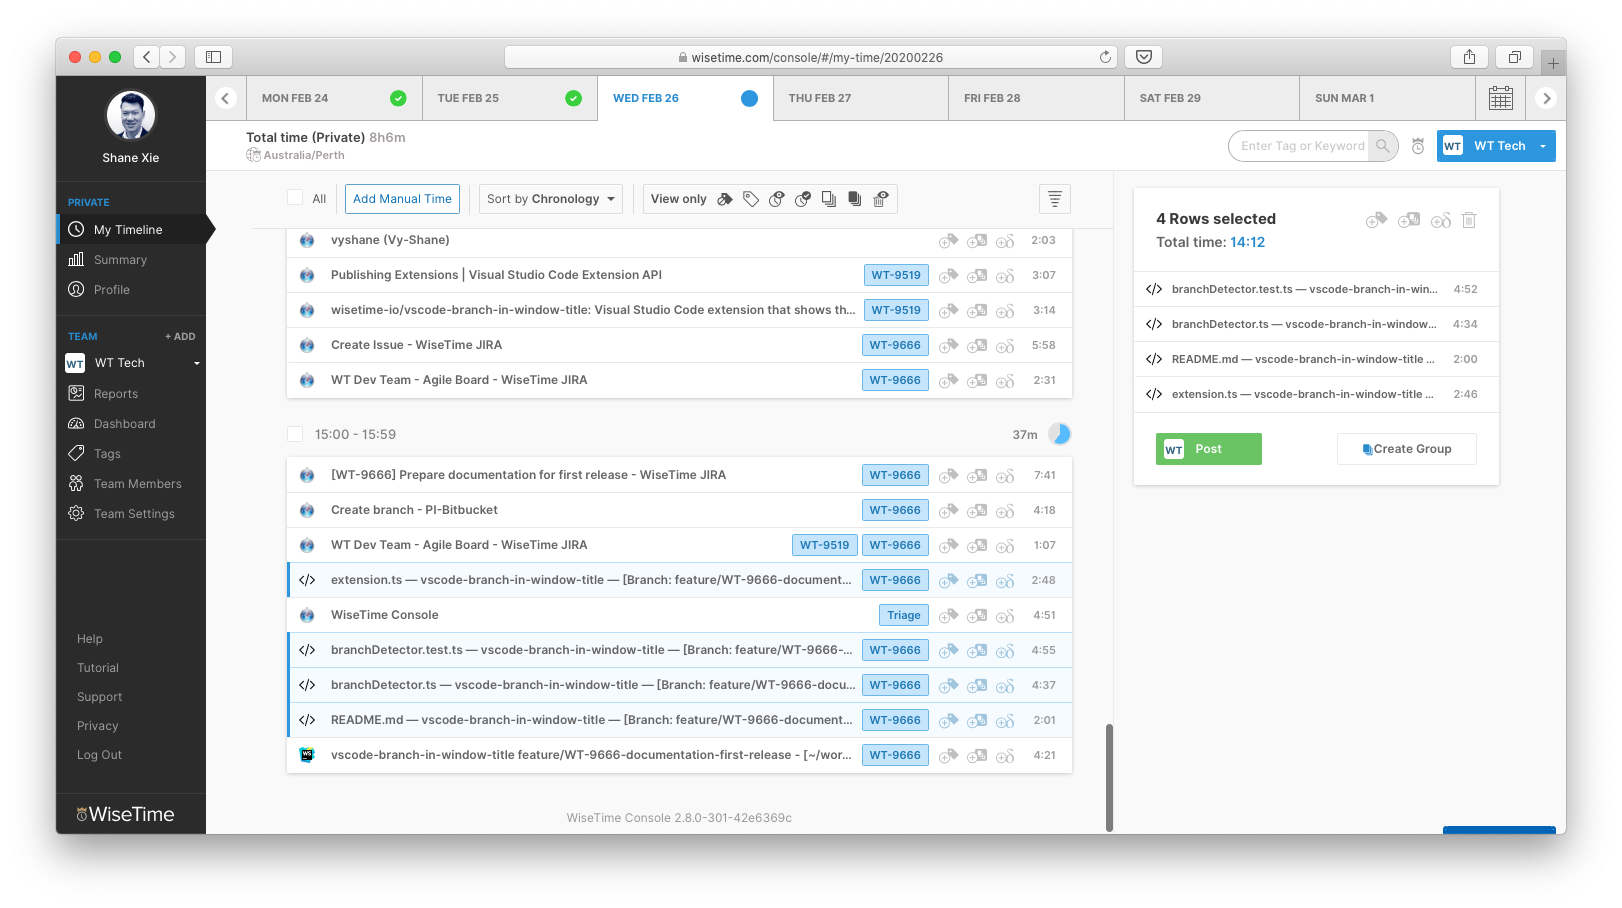 wisetime.com/console/#/my-time/20200226
Shane Xie
PRIVATE
My Timeline
Summary
Profile
TEAM + ADD
WT WT Tech
Reports
Dashboard
Tags
Team Members
Team Settings
Help
Tutorial
Support
Privacy
Log Out
WiseTime
MON FEB 24 TUE FEB 25 WED FEB 26 THU FEB 27 FRI FEB 28 SAT FEB 29 SUN MAR 1
Total time (Private) 8h6m
Australia/Perth
Enter Tag or Keyword WT WT Tech
All Add Manual Time Sort by Chronology View only
vyshane (Vy-Shane) 2:03
Publishing Extensions | Visual Studio Code Extension API WT-9519 3:07
wisetime-io/vscode-branch-in-window-title: Visual Studio Code extension that shows th... WT-9519 3:14
Create Issue - WiseTime JIRA WT-9666 5:58
WT Dev Team - Agile Board - WiseTime JIRA WT-9666 2:31
15:00 - 15:59 37m
[WT-9666] Prepare documentation for first release - WiseTime JIRA WT-9666 7:41
Create branch - PI-Bitbucket WT-9666 4:18
WT Dev Team - Agile Board - WiseTime JIRA WT-9519 WT-9666 1:07
</> extension.ts — vscode-branch-in-window-title — [Branch: feature/WT-9666-document... WT-9666 2:48
WiseTime Console Triage 4:51
</> branchDetector.test.ts — vscode-branch-in-window-title — [Branch: feature/WT-9666-... WT-9666 4:55
</> branchDetector.ts — vscode-branch-in-window-title — [Branch: feature/WT-9666-docu... WT-9666 4:37
</> README.md — vscode-branch-in-window-title — [Branch: feature/WT-9666-document... WT-9666 2:01
WS vscode-branch-in-window-title feature/WT-9666-documentation-first-release - [~/wor... WT-9666 4:21
WiseTime Console 2.8.0-301-42e6369c
4 Rows selected
Total time: 14:12
</> branchDetector.test.ts — vscode-branch-in-win... 4:52
</> branchDetector.ts — vscode-branch-in-window... 4:34
</> README.md — vscode-branch-in-window-title ... 2:00
</> extension.ts — vscode-branch-in-window-title ... 2:46
WT Post Create Group